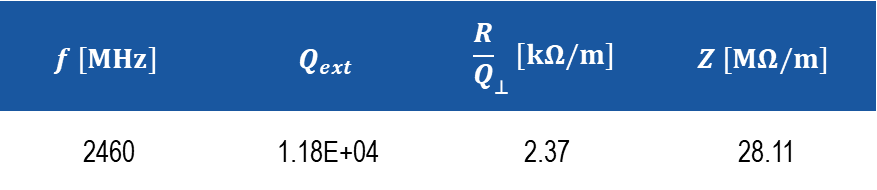 f [MHz] Q_ext R/Q_⊥ [kΩ/m] Z [MΩ/m]
2460 1.18E+04 2.37 28.11